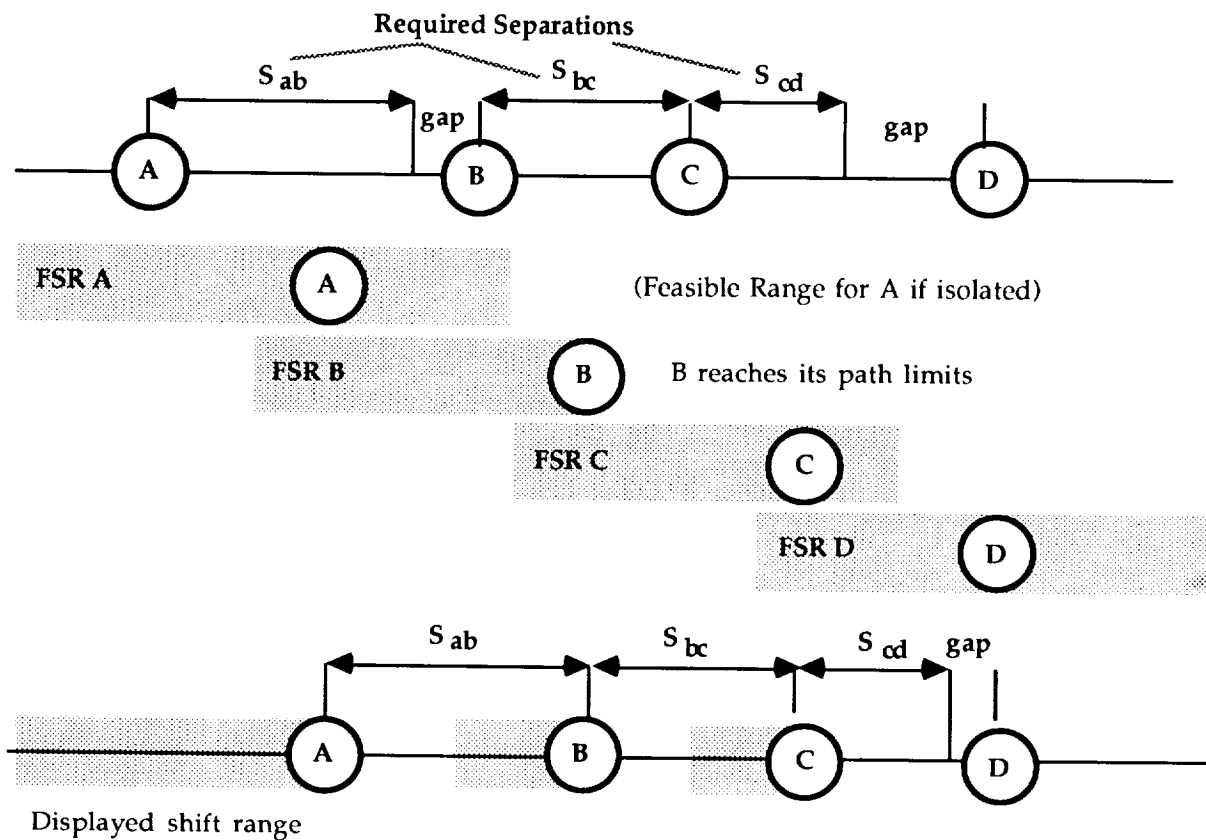 Required Separations
S ab
S bc
S cd
gap
gap
A
B
C
D
FSR A
A
(Feasible Range for A if isolated)
FSR B
B
B reaches its path limits
FSR C
C
FSR D
D
S ab
S bc
S cd
gap
A
B
C
D
Displayed shift range